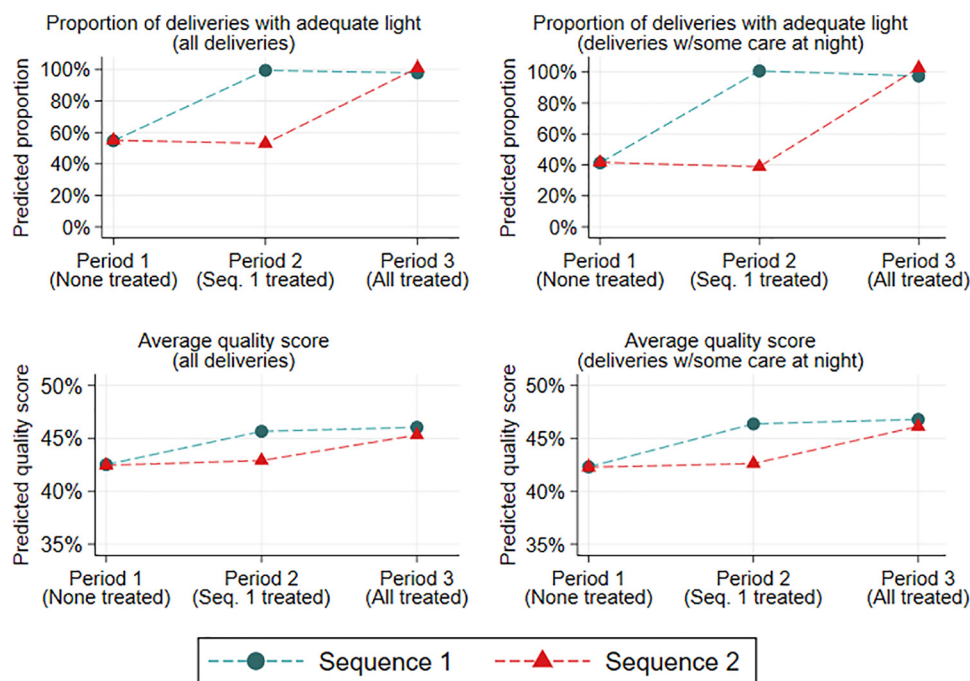 Proportion of deliveries with adequate light
(all deliveries)
Predicted proportion
100%
80%
60%
40%
20%
0%
Period 1
(None treated)
Period 2
(Seq. 1 treated)
Period 3
(All treated)
Proportion of deliveries with adequate light
(deliveries w/some care at night)
Predicted proportion
100%
80%
60%
40%
20%
0%
Period 1
(None treated)
Period 2
(Seq. 1 treated)
Period 3
(All treated)
Average quality score
(all deliveries)
Predicted quality score
50%
45%
40%
35%
Period 1
(None treated)
Period 2
(Seq. 1 treated)
Period 3
(All treated)
Average quality score
(deliveries w/some care at night)
Predicted quality score
50%
45%
40%
35%
Period 1
(None treated)
Period 2
(Seq. 1 treated)
Period 3
(All treated)
Sequence 1
Sequence 2